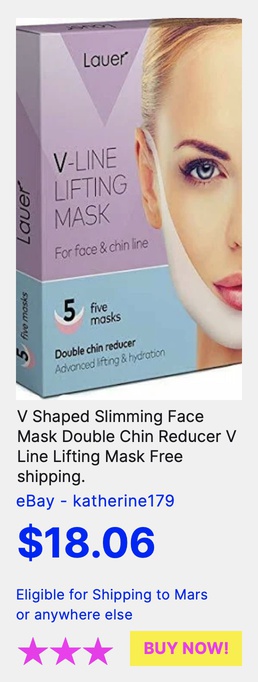 Lauer
V-LINE
LIFTING
MASK
For face & chin line
5 five
masks
Double chin reducer
Advanced lifting & hydration
Lauer
5 five masks
V Shaped Slimming Face
Mask Double Chin Reducer V
Line Lifting Mask Free
shipping.
eBay - katherine179
$18.06
Eligible for Shipping to Mars
or anywhere else
BUY NOW!